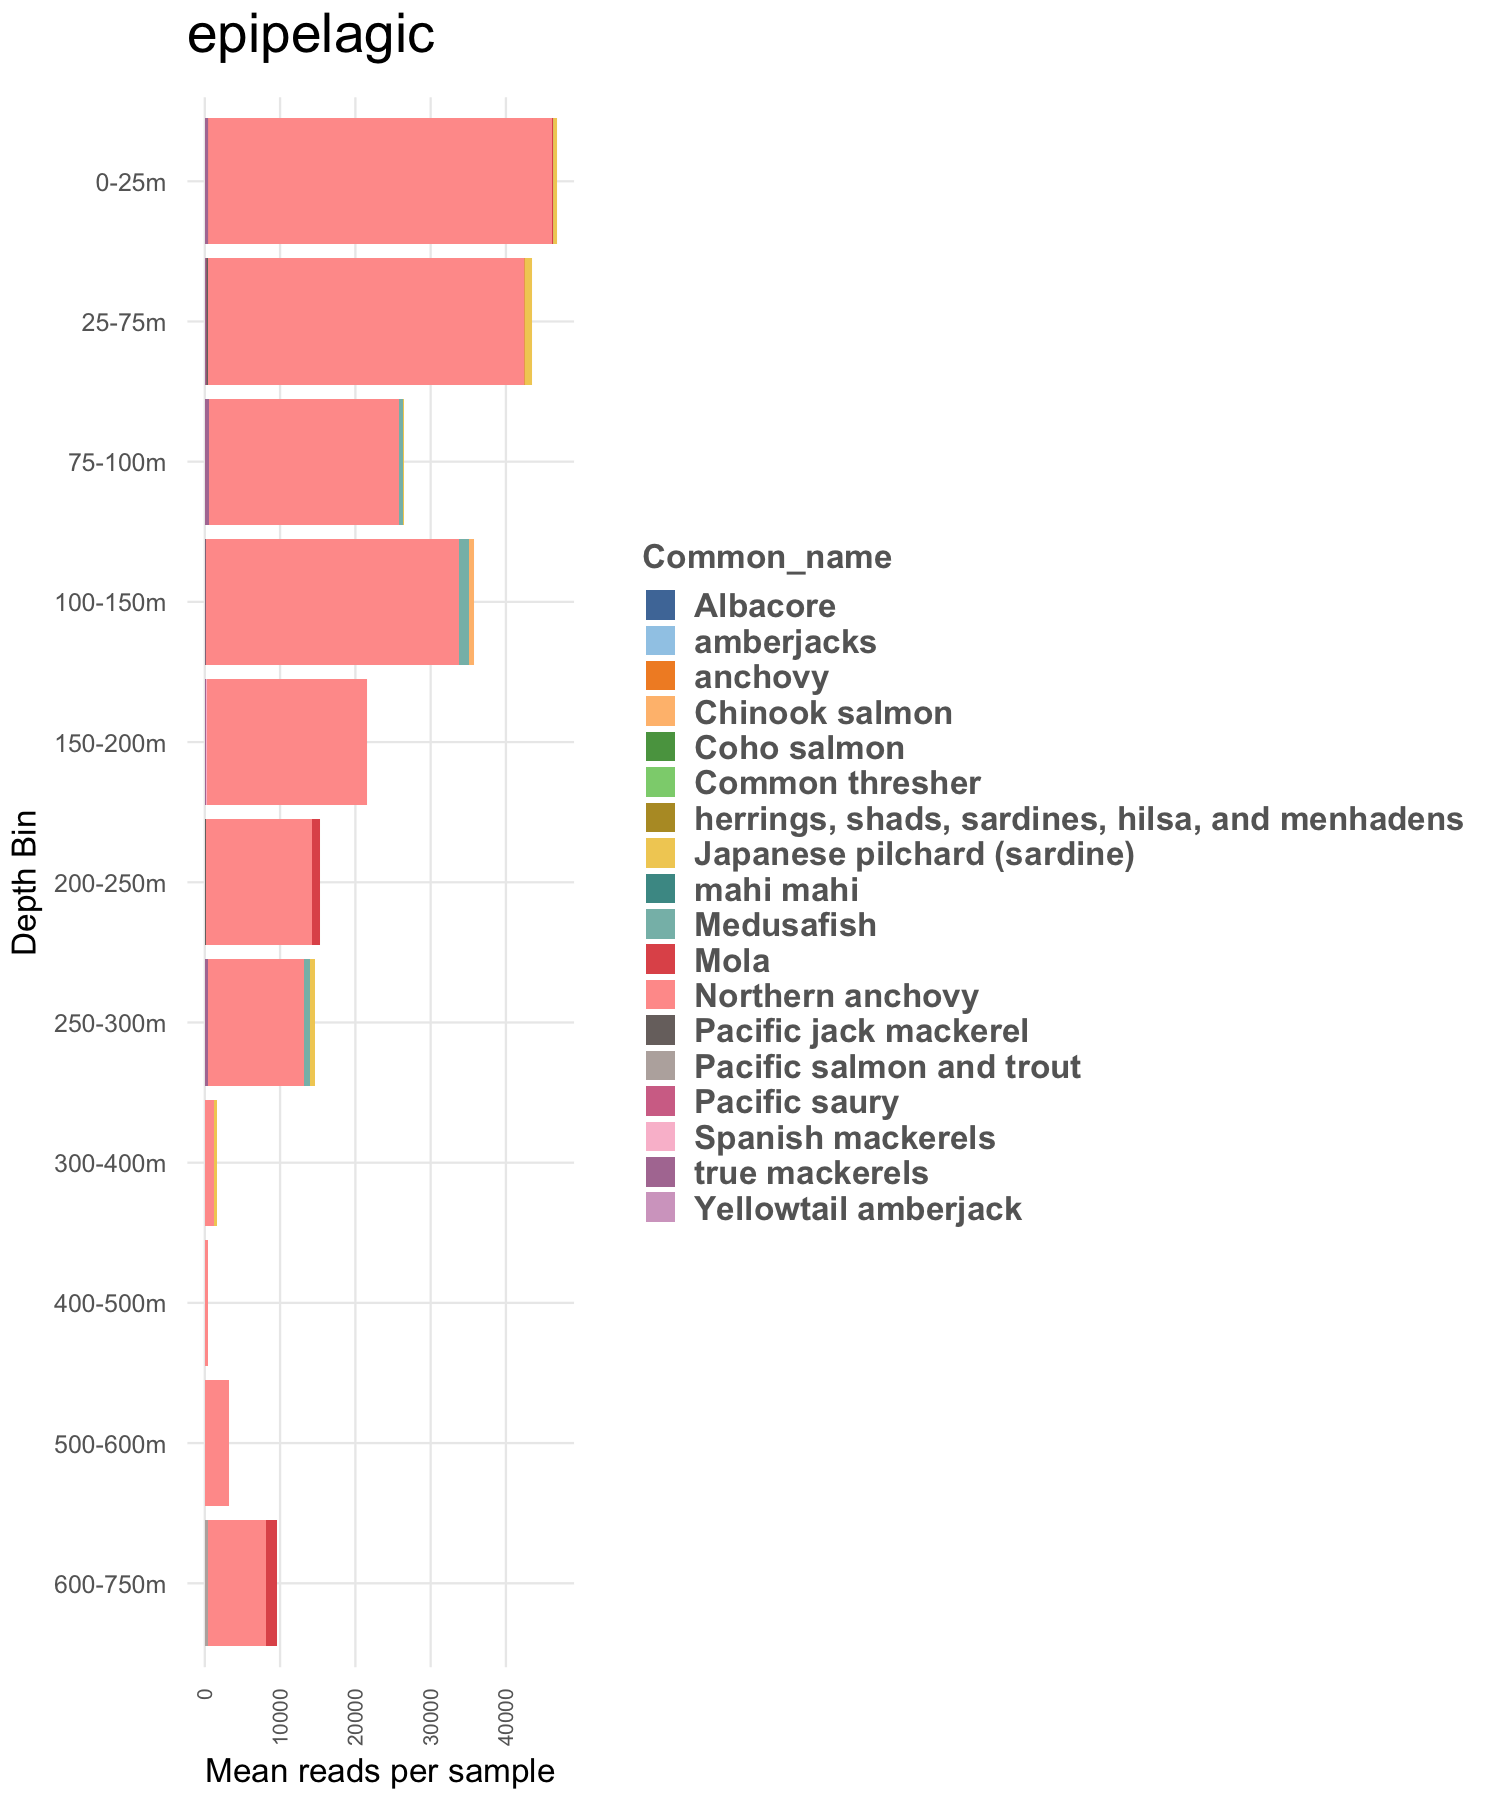 epipelagic
0-25m
25-75m
75-100m
100-150m
150-200m
200-250m
250-300m
300-400m
400-500m
500-600m
600-750m
Depth Bin
0
10000
20000
30000
40000
Mean reads per sample
Common_name
Albacore
amberjacks
anchovy
Chinook salmon
Coho salmon
Common thresher
herrings, shads, sardines, hilsa, and menhadens
Japanese pilchard (sardine)
mahi mahi
Medusafish
Mola
Northern anchovy
Pacific jack mackerel
Pacific salmon and trout
Pacific saury
Spanish mackerels
true mackerels
Yellowtail amberjack